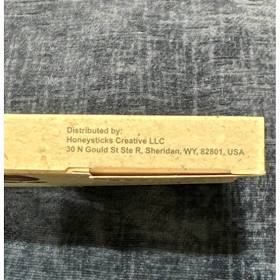 Distributed by:
Honeysticks Creative LLC
30 N Gould St Ste R, Sheridan, WY, 82801, USA